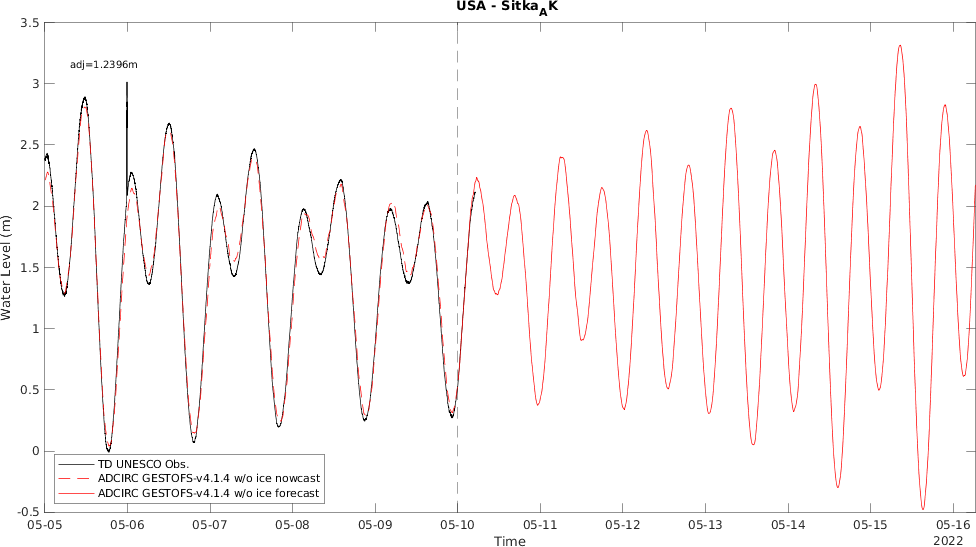 USA - Sitka_AK
3.5
adj=1.2396m
3
2.5
2
1.5
1
0.5
0
-0.5
Water Level (m)
TD UNESCO Obs.
ADCIRC GESTOFS-v4.1.4 w/o ice nowcast
ADCIRC GESTOFS-v4.1.4 w/o ice forecast
05-05 05-06 05-07 05-08 05-09 05-10 05-11 05-12 05-13 05-14 05-15 05-16
Time
2022